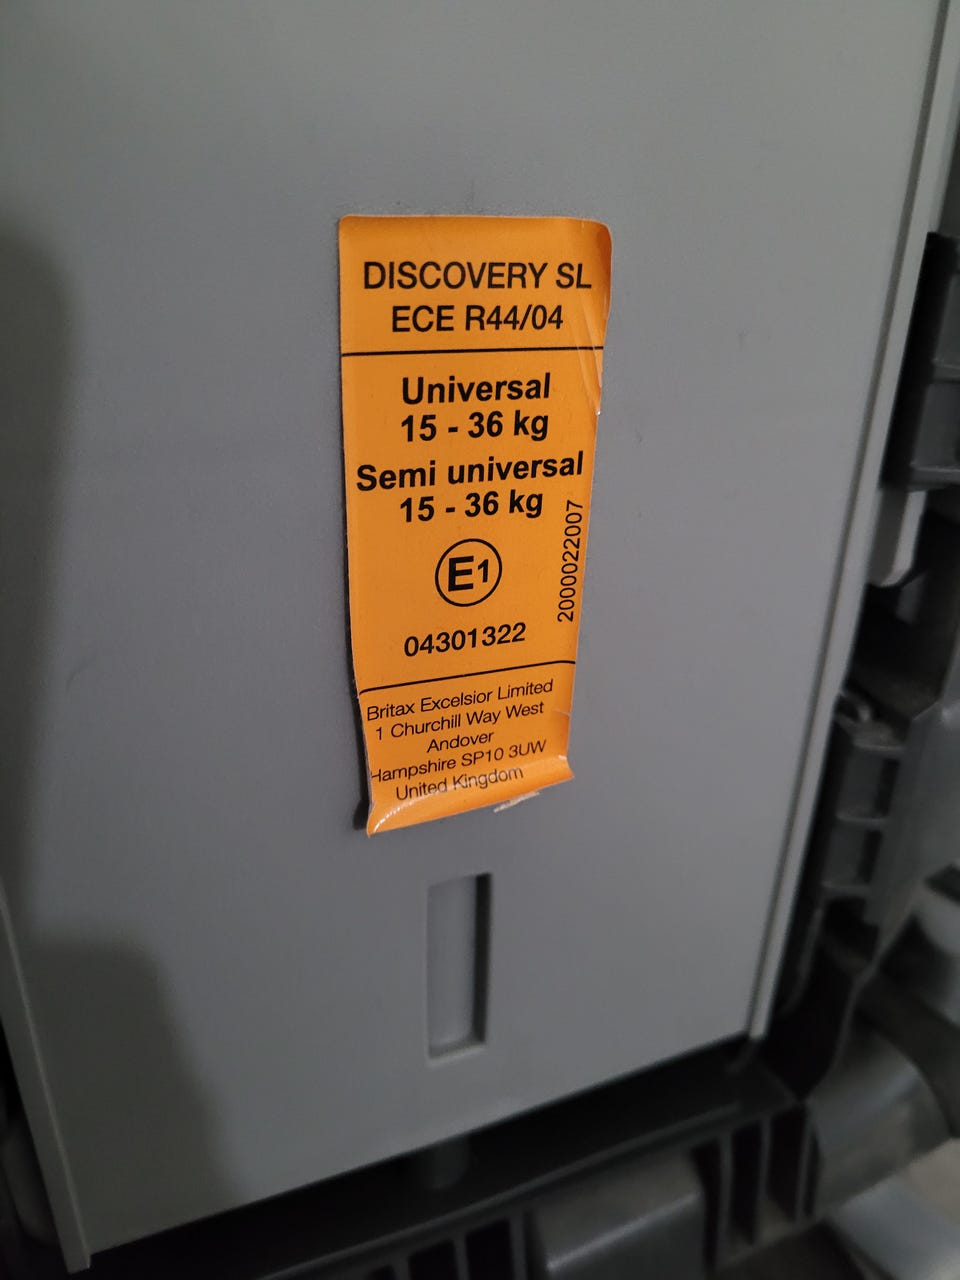 DISCOVERY SL
ECE R44/04
Universal
15 - 36 kg
Semi universal
15 - 36 kg
E1
2000022007
04301322
Britax Excelsior Limited
1 Churchill Way West
Andover
Hampshire SP10 3UW
United Kingdom